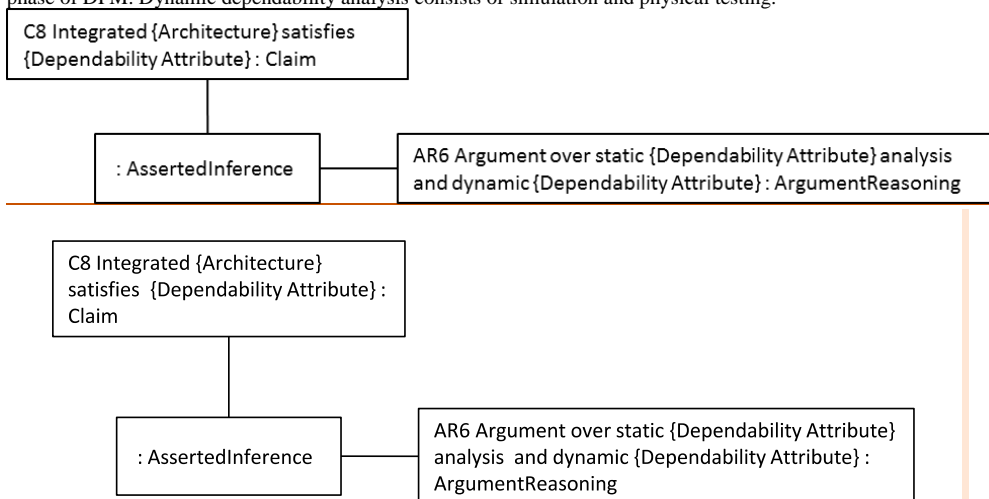 phase of DPM. Dynamic dependability analysis consists of simulation and physical testing.
C8 Integrated {Architecture} satisfies
{Dependability Attribute} : Claim
: AssertedInference
AR6 Argument over static {Dependability Attribute} analysis
and dynamic {Dependability Attribute} : ArgumentReasoning
C8 Integrated {Architecture}
satisfies {Dependability Attribute} :
Claim
: AssertedInference
AR6 Argument over static {Dependability Attribute}
analysis and dynamic {Dependability Attribute} :
ArgumentReasoning